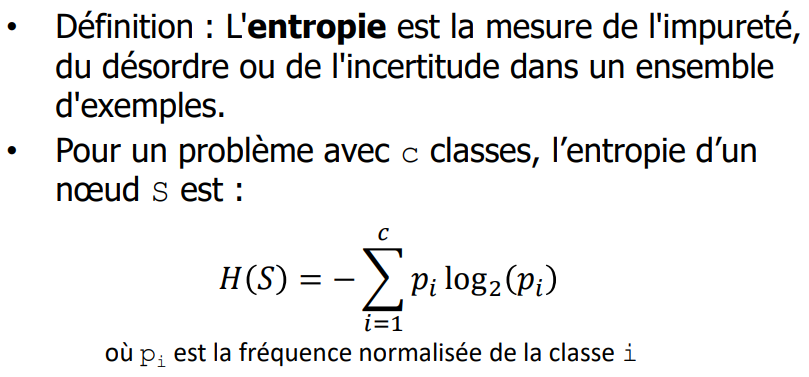 • Définition : L'entropie est la mesure de l'impureté,
du désordre ou de l'incertitude dans un ensemble
d'exemples.
• Pour un problème avec c classes, l’entropie d’un
nœud S est :
H(S) = − ∑_{i=1}^{c} p_i log_2(p_i)
où p_i est la fréquence normalisée de la classe i